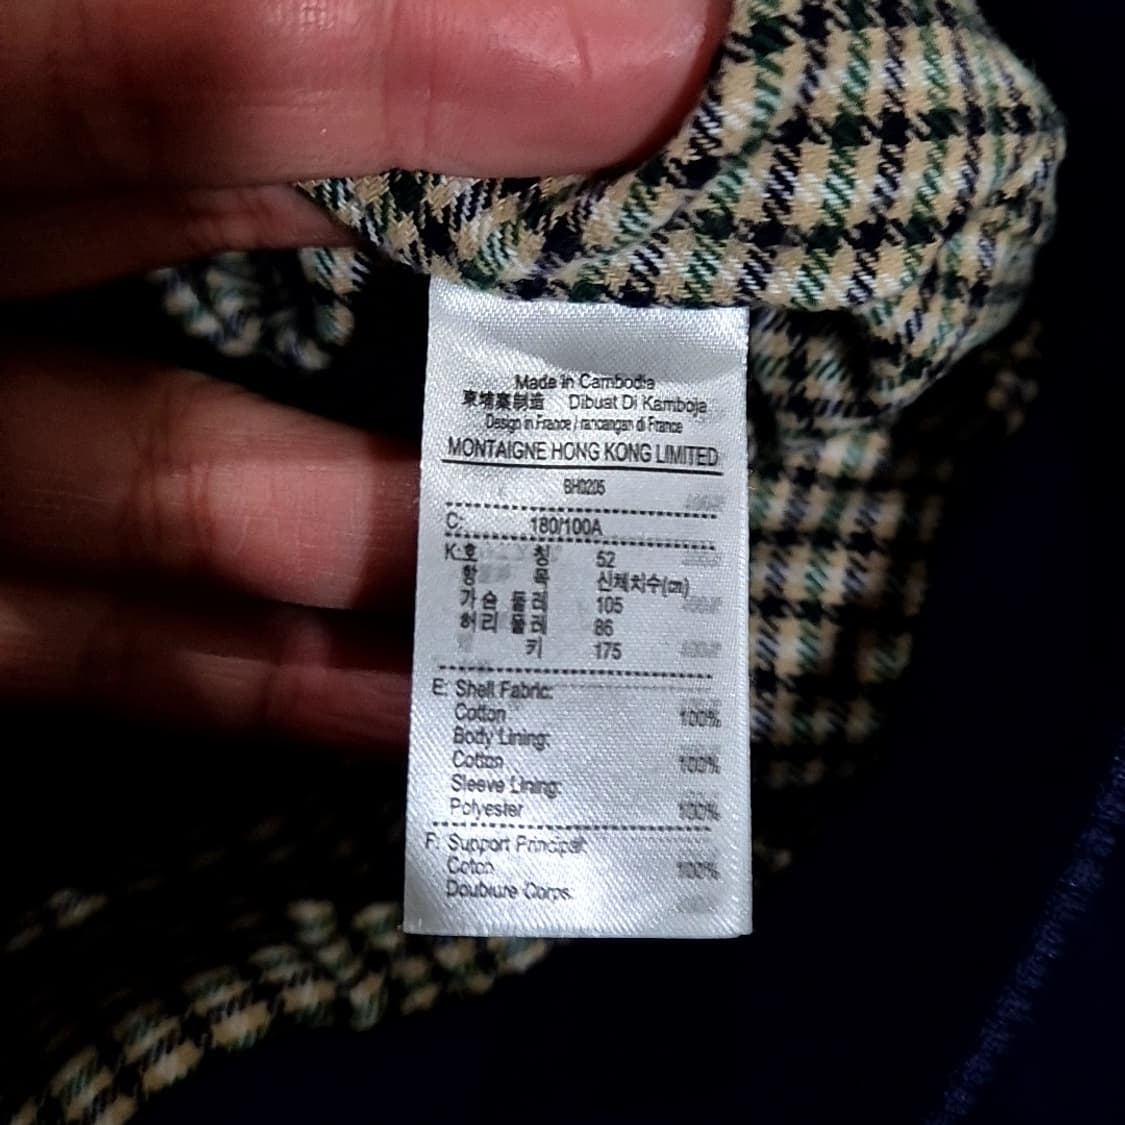 Made in Cambodia
柬埔寨制造 Dibuat Di Kamboja
Design in France / rancangan di France
MONTAIGNE HONG KONG LIMITED
BH0205
C: 180/100A
K:호 칭 52
항 목 신체치수(㎝)
가슴 둘레 105
허리 둘레 86
키 175
E: Shell Fabric:
Cotton 100%
Body Lining:
Cotton 100%
Sleeve Lining:
Polyester 100%
F: Support Principal:
Coton 100%
Doublure Corps: